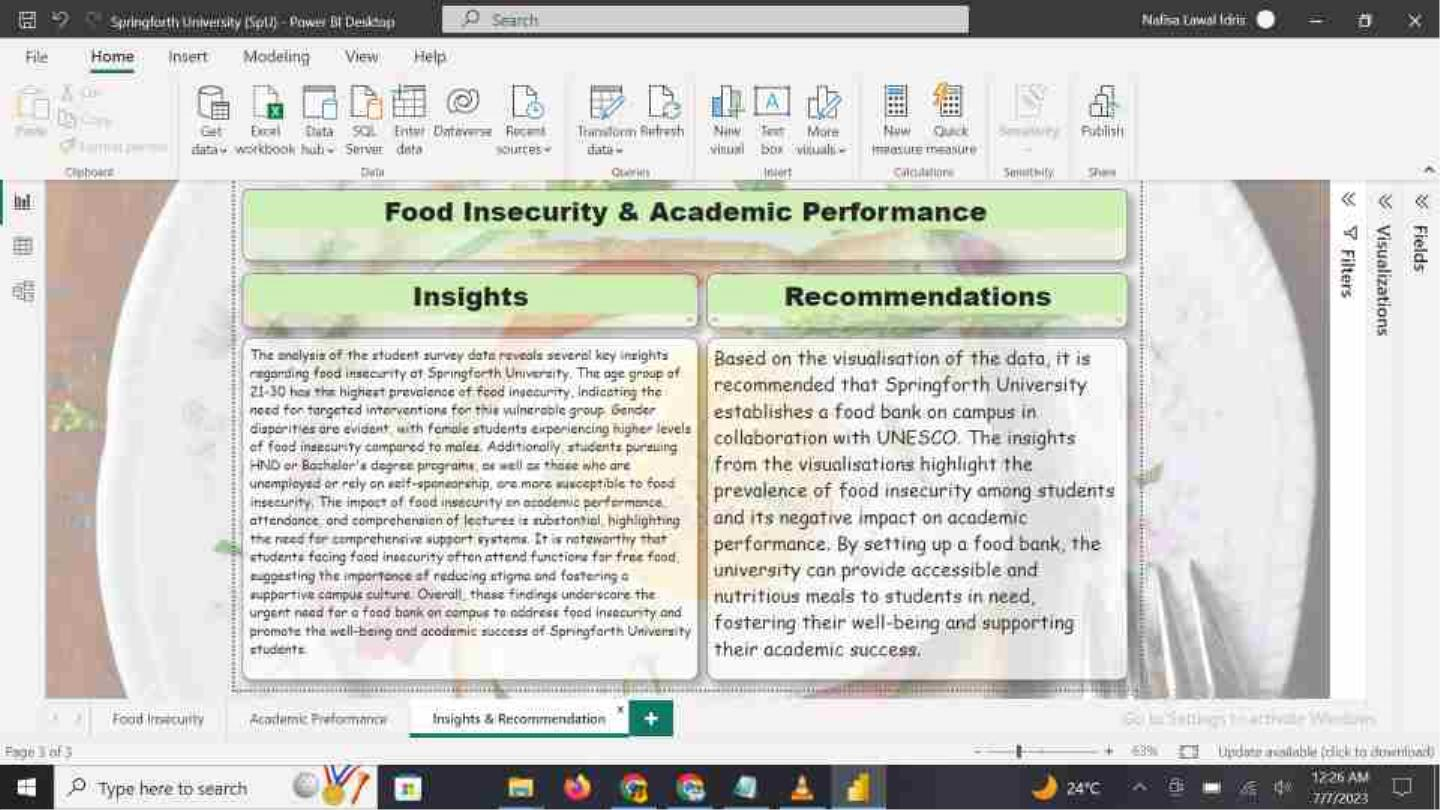 Springforth University (SpU) - Power BI Desktop
Search
Nafisa Lawal Idris
File Home Insert Modeling View Help
Paste
Cut
Copy
Format painter
Clipboard
Get data
Excel workbook
Data hub
SQL Server
Enter data
Dataverse
Recent sources
Data
Transform data
Refresh
Queries
New visual
Text box
More visuals
Insert
New measure
Quick measure
Calculations
Sensitivity
Sensitivity
Publish
Share
Food Insecurity & Academic Performance
Insights
The analysis of the student survey data reveals several key insights
regarding food insecurity at Springforth University. The age group of
21-30 has the highest prevalence of food insecurity, indicating the
need for targeted interventions for this vulnerable group. Gender
disparities are evident, with female students experiencing higher levels
of food insecurity compared to males. Additionally, students pursuing
HND or Bachelor's degree programs, as well as those who are
unemployed or rely on self-sponsorship, are more susceptible to food
insecurity. The impact of food insecurity on academic performance,
attendance, and comprehension of lectures is substantial, highlighting
the need for comprehensive support systems. It is noteworthy that
students facing food insecurity often attend functions for free food,
suggesting the importance of reducing stigma and fostering a
supportive campus culture. Overall, these findings underscore the
urgent need for a food bank on campus to address food insecurity and
promote the well-being and academic success of Springforth University
students.
Recommendations
Based on the visualisation of the data, it is
recommended that Springforth University
establishes a food bank on campus in
collaboration with UNESCO. The insights
from the visualisations highlight the
prevalence of food insecurity among students
and its negative impact on academic
performance. By setting up a food bank, the
university can provide accessible and
nutritious meals to students in need,
fostering their well-being and supporting
their academic success.
Filters
Visualizations
Fields
Food Insecurity
Academic Preformance
Insights & Recommendation
Go to Settings to activate Windows.
Page 3 of 3
63%
Update available (click to download)
Type here to search
24°C
12:26 AM
7/7/2023